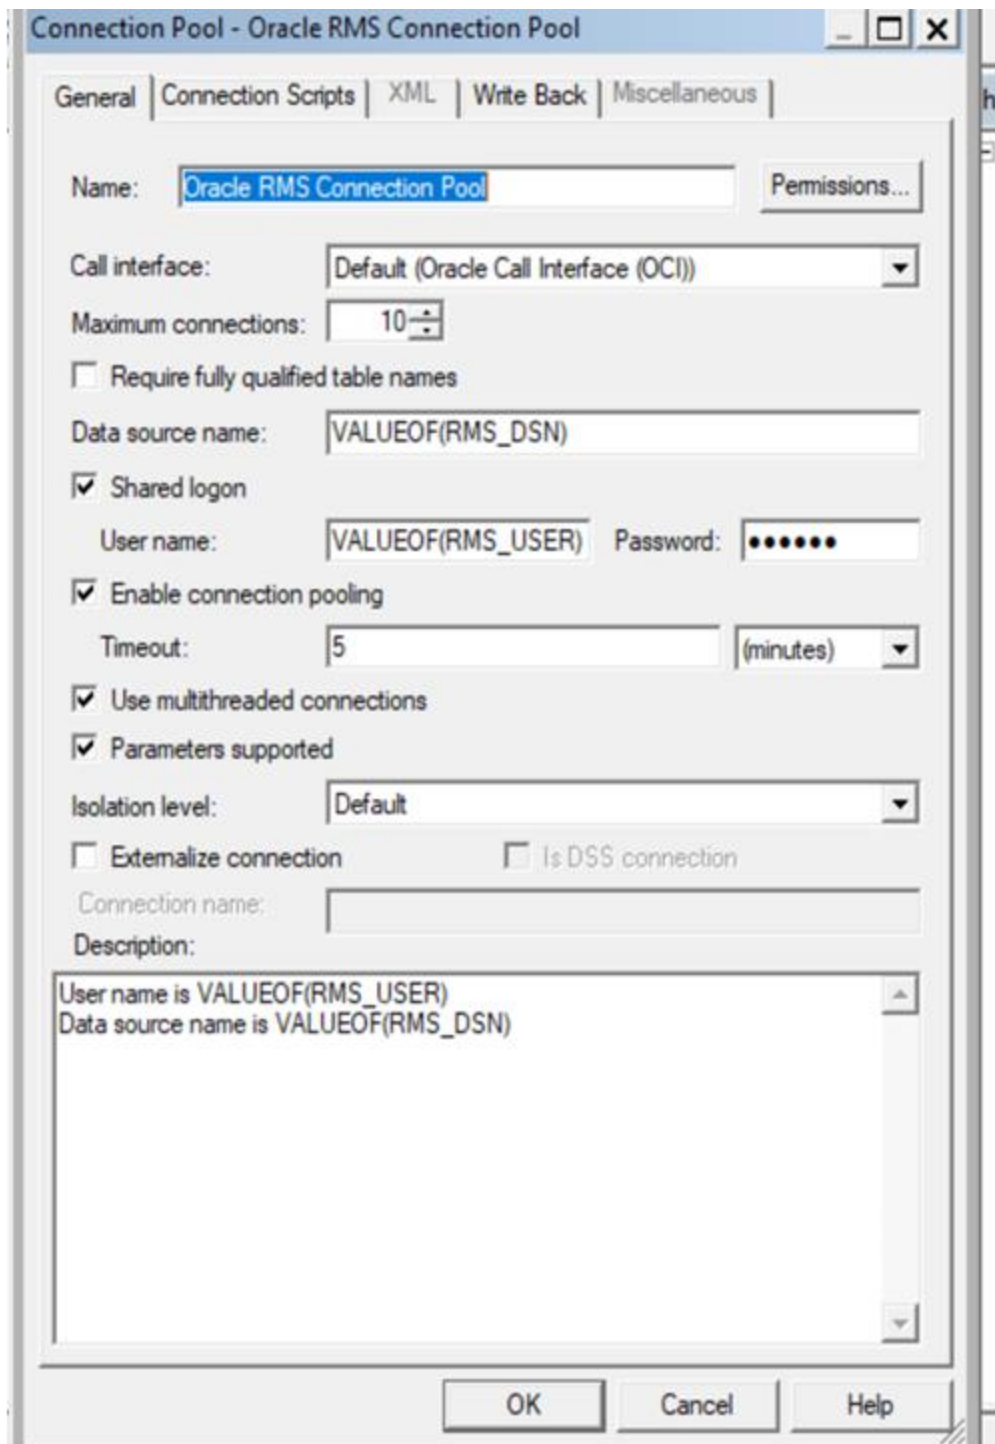 Connection Pool - Oracle RMS Connection Pool
General Connection Scripts XML Write Back Miscellaneous
Name: Oracle RMS Connection Pool Permissions...
Call interface: Default (Oracle Call Interface (OCI))
Maximum connections: 10
Require fully qualified table names
Data source name: VALUEOF(RMS_DSN)
Shared logon
User name: VALUEOF(RMS_USER) Password: ••••••
Enable connection pooling
Timeout: 5 (minutes)
Use multithreaded connections
Parameters supported
Isolation level: Default
Externalize connection Is DSS connection
Connection name:
Description:
User name is VALUEOF(RMS_USER)
Data source name is VALUEOF(RMS_DSN)
OK Cancel Help